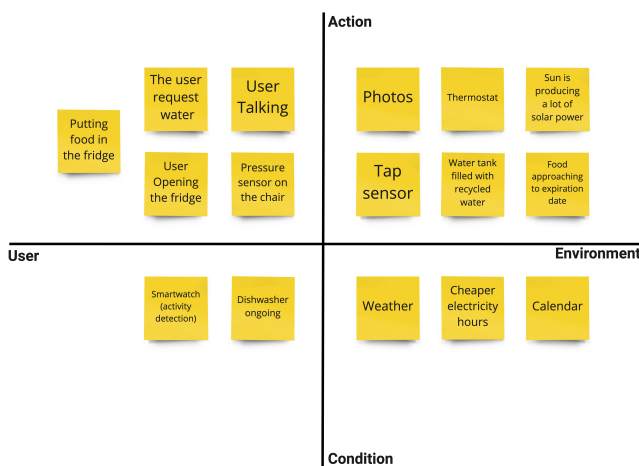 Action
The user
request
water
User
Talking
Photos
Thermostat
Sun is
producing
a lot of
solar power
Putting
food in
the fridge
User
Opening
the fridge
Pressure
sensor on
the chair
Tap
sensor
Water tank
filled with
recycled
water
Food
approaching
to expiration
date
User
Environment
Smartwatch
(activity
detection)
Dishwasher
ongoing
Weather
Cheaper
electricity
hours
Calendar
Condition